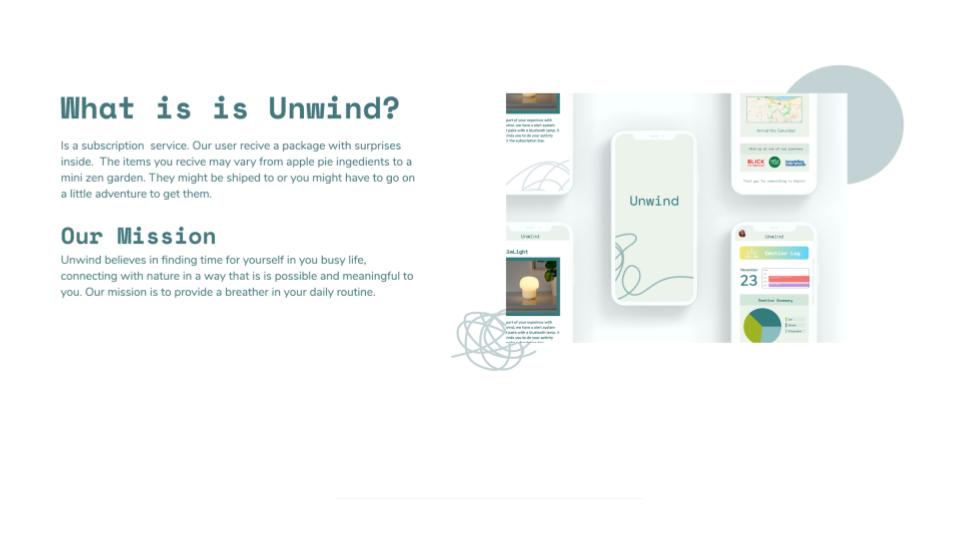 What is is Unwind?
Is a subscription  service. Our user recive a package with surprises
inside.  The items you recive may vary from apple pie ingedients to a
mini zen garden. They might be shiped to or you might have to go on
a little adventure to get them.
Our Mission
Unwind believes in finding time for yourself in you busy life,
connecting with nature in a way that is is possible and meaningful to
you. Our mission is to provide a breather in your daily routine.
Unwind
BLICK
Unwind
Unwind
Emotion Log
November
23
Emotion Summary